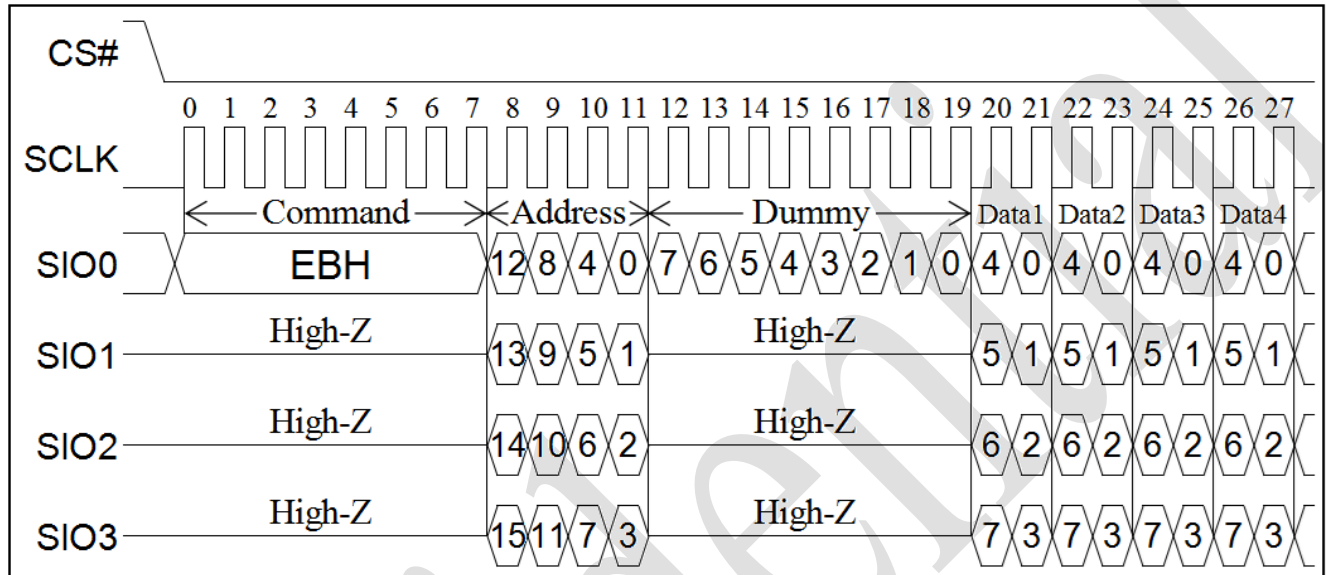 CS#
0 1 2 3 4 5 6 7 8 9 10 11 12 13 14 15 16 17 18 19 20 21 22 23 24 25 26 27
SCLK
Command Address Dummy Data1 Data2 Data3 Data4
SIO0 EBH 12 8 4 0 7 6 5 4 3 2 1 0 4 0 4 0 4 0 4 0
High-Z High-Z
SIO1 13 9 5 1 5 1 5 1 5 1 5 1
High-Z High-Z
SIO2 14 10 6 2 6 2 6 2 6 2 6 2
High-Z High-Z
SIO3 15 11 7 3 7 3 7 3 7 3 7 3